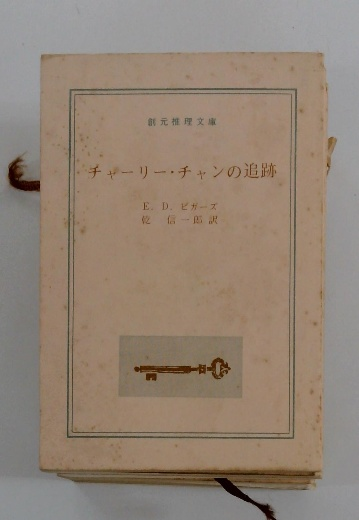 創元推理文庫
チャーリー・チャンの追跡
E. D. ビガーズ
乾 信一郎 訳